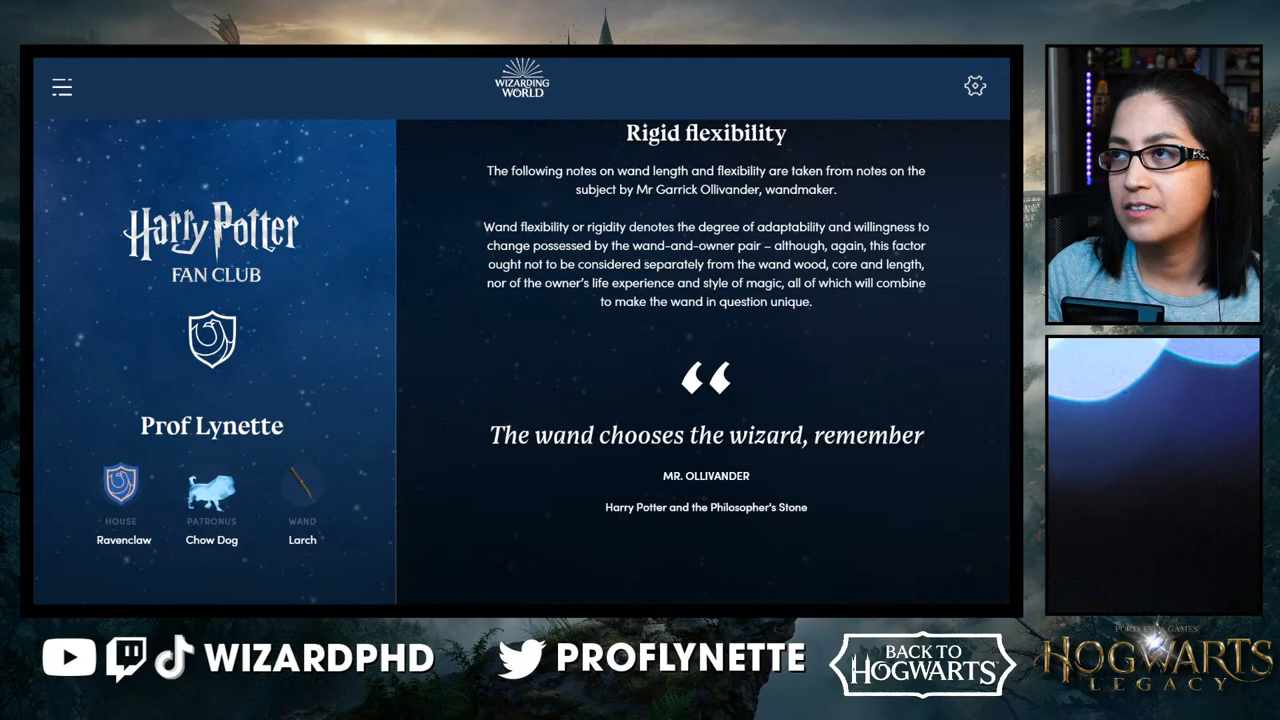 WIZARDING
WORLD
Harry Potter
FAN CLUB
Prof Lynette
HOUSE
Ravenclaw
PATRONUS
Chow Dog
WAND
Larch
Rigid flexibility
The following notes on wand length and flexibility are taken from notes on the
subject by Mr Garrick Ollivander, wandmaker.
Wand flexibility or rigidity denotes the degree of adaptability and willingness to
change possessed by the wand-and-owner pair – although, again, this factor
ought not to be considered separately from the wand wood, core and length,
nor of the owner's life experience and style of magic, all of which will combine
to make the wand in question unique.
“
The wand chooses the wizard, remember
MR. OLLIVANDER
Harry Potter and the Philosopher's Stone
WIZARDPHD
PROFLYNETTE
BACK TO
HOGWARTS
PORTKEY GAMES
HOGWARTS
LEGACY